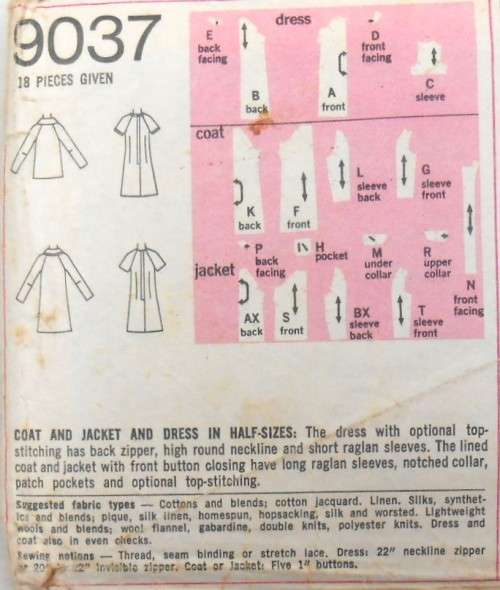 9037
18 PIECES GIVEN
dress
E
back
facing
B
back
A
front
D
front
facing
C
sleeve
coat
K
back
F
front
L
sleeve
back
G
sleeve
front
P
back
facing
H
pocket
M
under
collar
R
upper
collar
N
front
facing
jacket
AX
back
S
front
BX
sleeve
back
T
sleeve
front
COAT AND JACKET AND DRESS IN HALF-SIZES: The dress with optional top-
stitching has back zipper, high round neckline and short raglan sleeves. The lined
coat and jacket with front button closing have long raglan sleeves, notched collar,
patch pockets and optional top-stitching.
Suggested fabric types — Cottons and blends; cotton jacquard. Linen. Silks, synthet-
ics and blends; pique, silk linen, homespun, hopsacking, silk and worsted. Lightweight
wools and blends; wool flannel, gabardine, double knits, polyester knits. Dress and
coat also in even checks.
Sewing notions — Thread, seam binding or stretch lace. Dress: 22" neckline zipper
or 20" 22" invisible zipper. Coat or Jacket: Five 1" buttons.